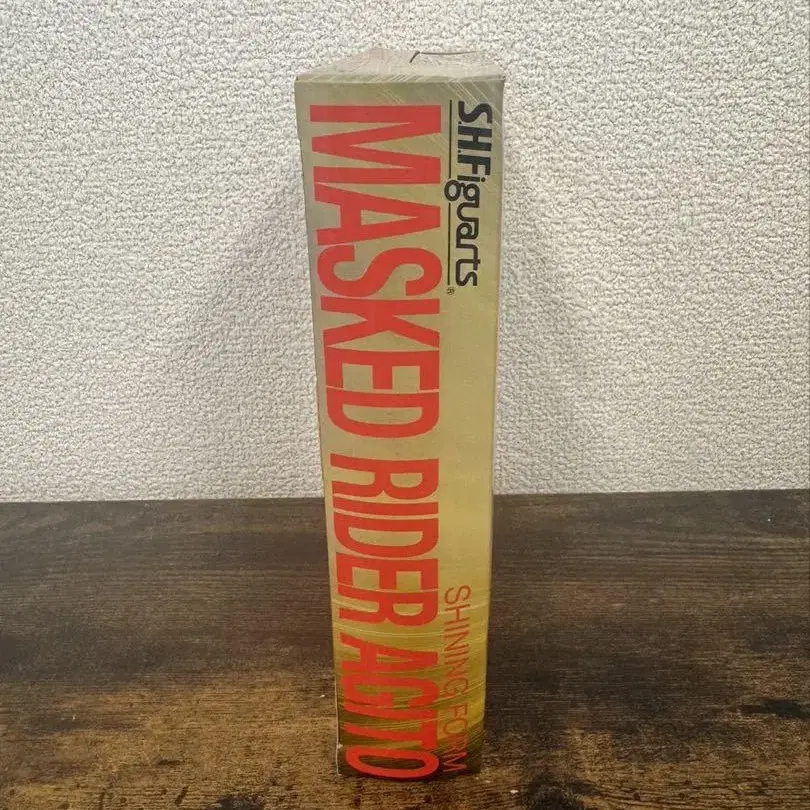 S.H.Figuarts®
MASKED RIDER AGITO
SHINING FORM